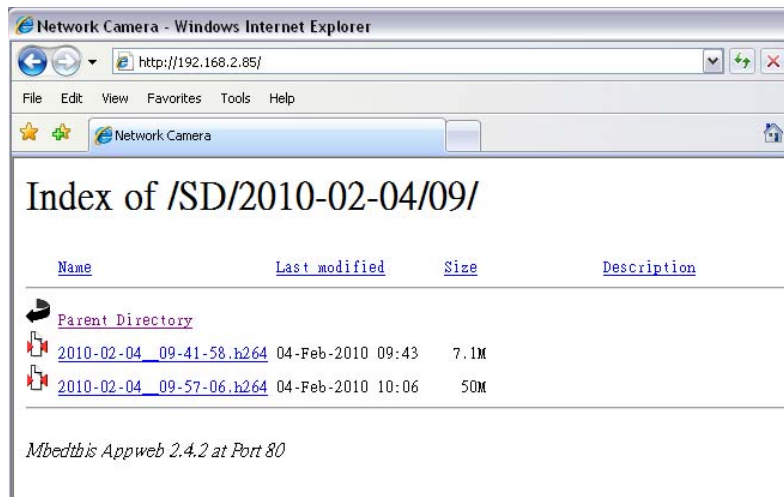 Network Camera - Windows Internet Explorer
http://192.168.2.85/
File Edit View Favorites Tools Help
Network Camera
Index of /SD/2010-02-04/09/
Name Last modified Size Description
Parent Directory
2010-02-04__09-41-58.h264 04-Feb-2010 09:43 7.1M
2010-02-04__09-57-06.h264 04-Feb-2010 10:06 50M
Mbedthis Appweb 2.4.2 at Port 80